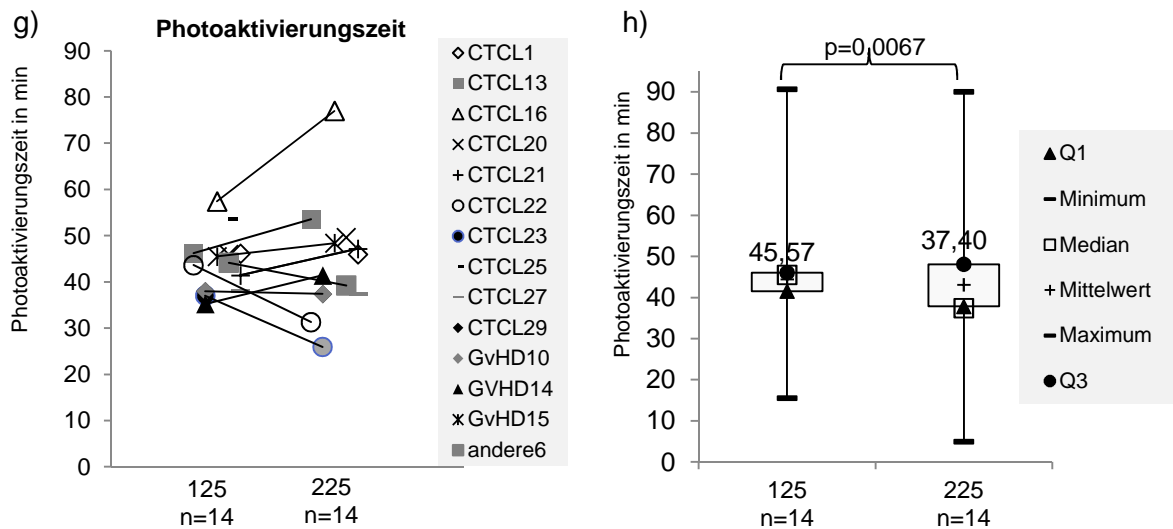 g)
Photoaktivierungszeit
Photoaktivierungszeit in min
90
80
70
60
50
40
30
20
10
0
125
n=14
225
n=14
CTCL1
CTCL13
CTCL16
CTCL20
CTCL21
CTCL22
CTCL23
CTCL25
CTCL27
CTCL29
GvHD10
GVHD14
GvHD15
andere6
h)
p=0,0067
Photoaktivierungszeit in min
90
80
70
60
50
40
30
20
10
0
45,57
37,40
125
n=14
225
n=14
Q1
Minimum
Median
Mittelwert
Maximum
Q3